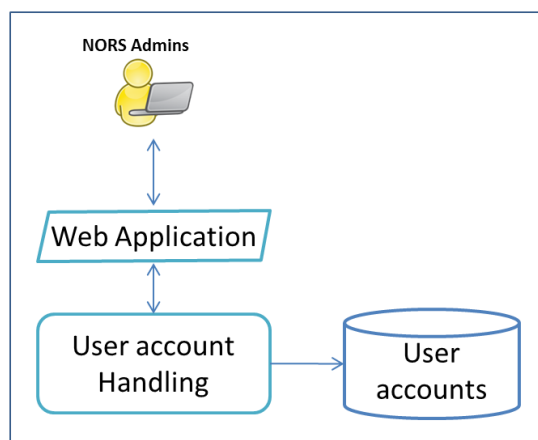 NORS Admins
Web Application
User account
Handling
User
accounts